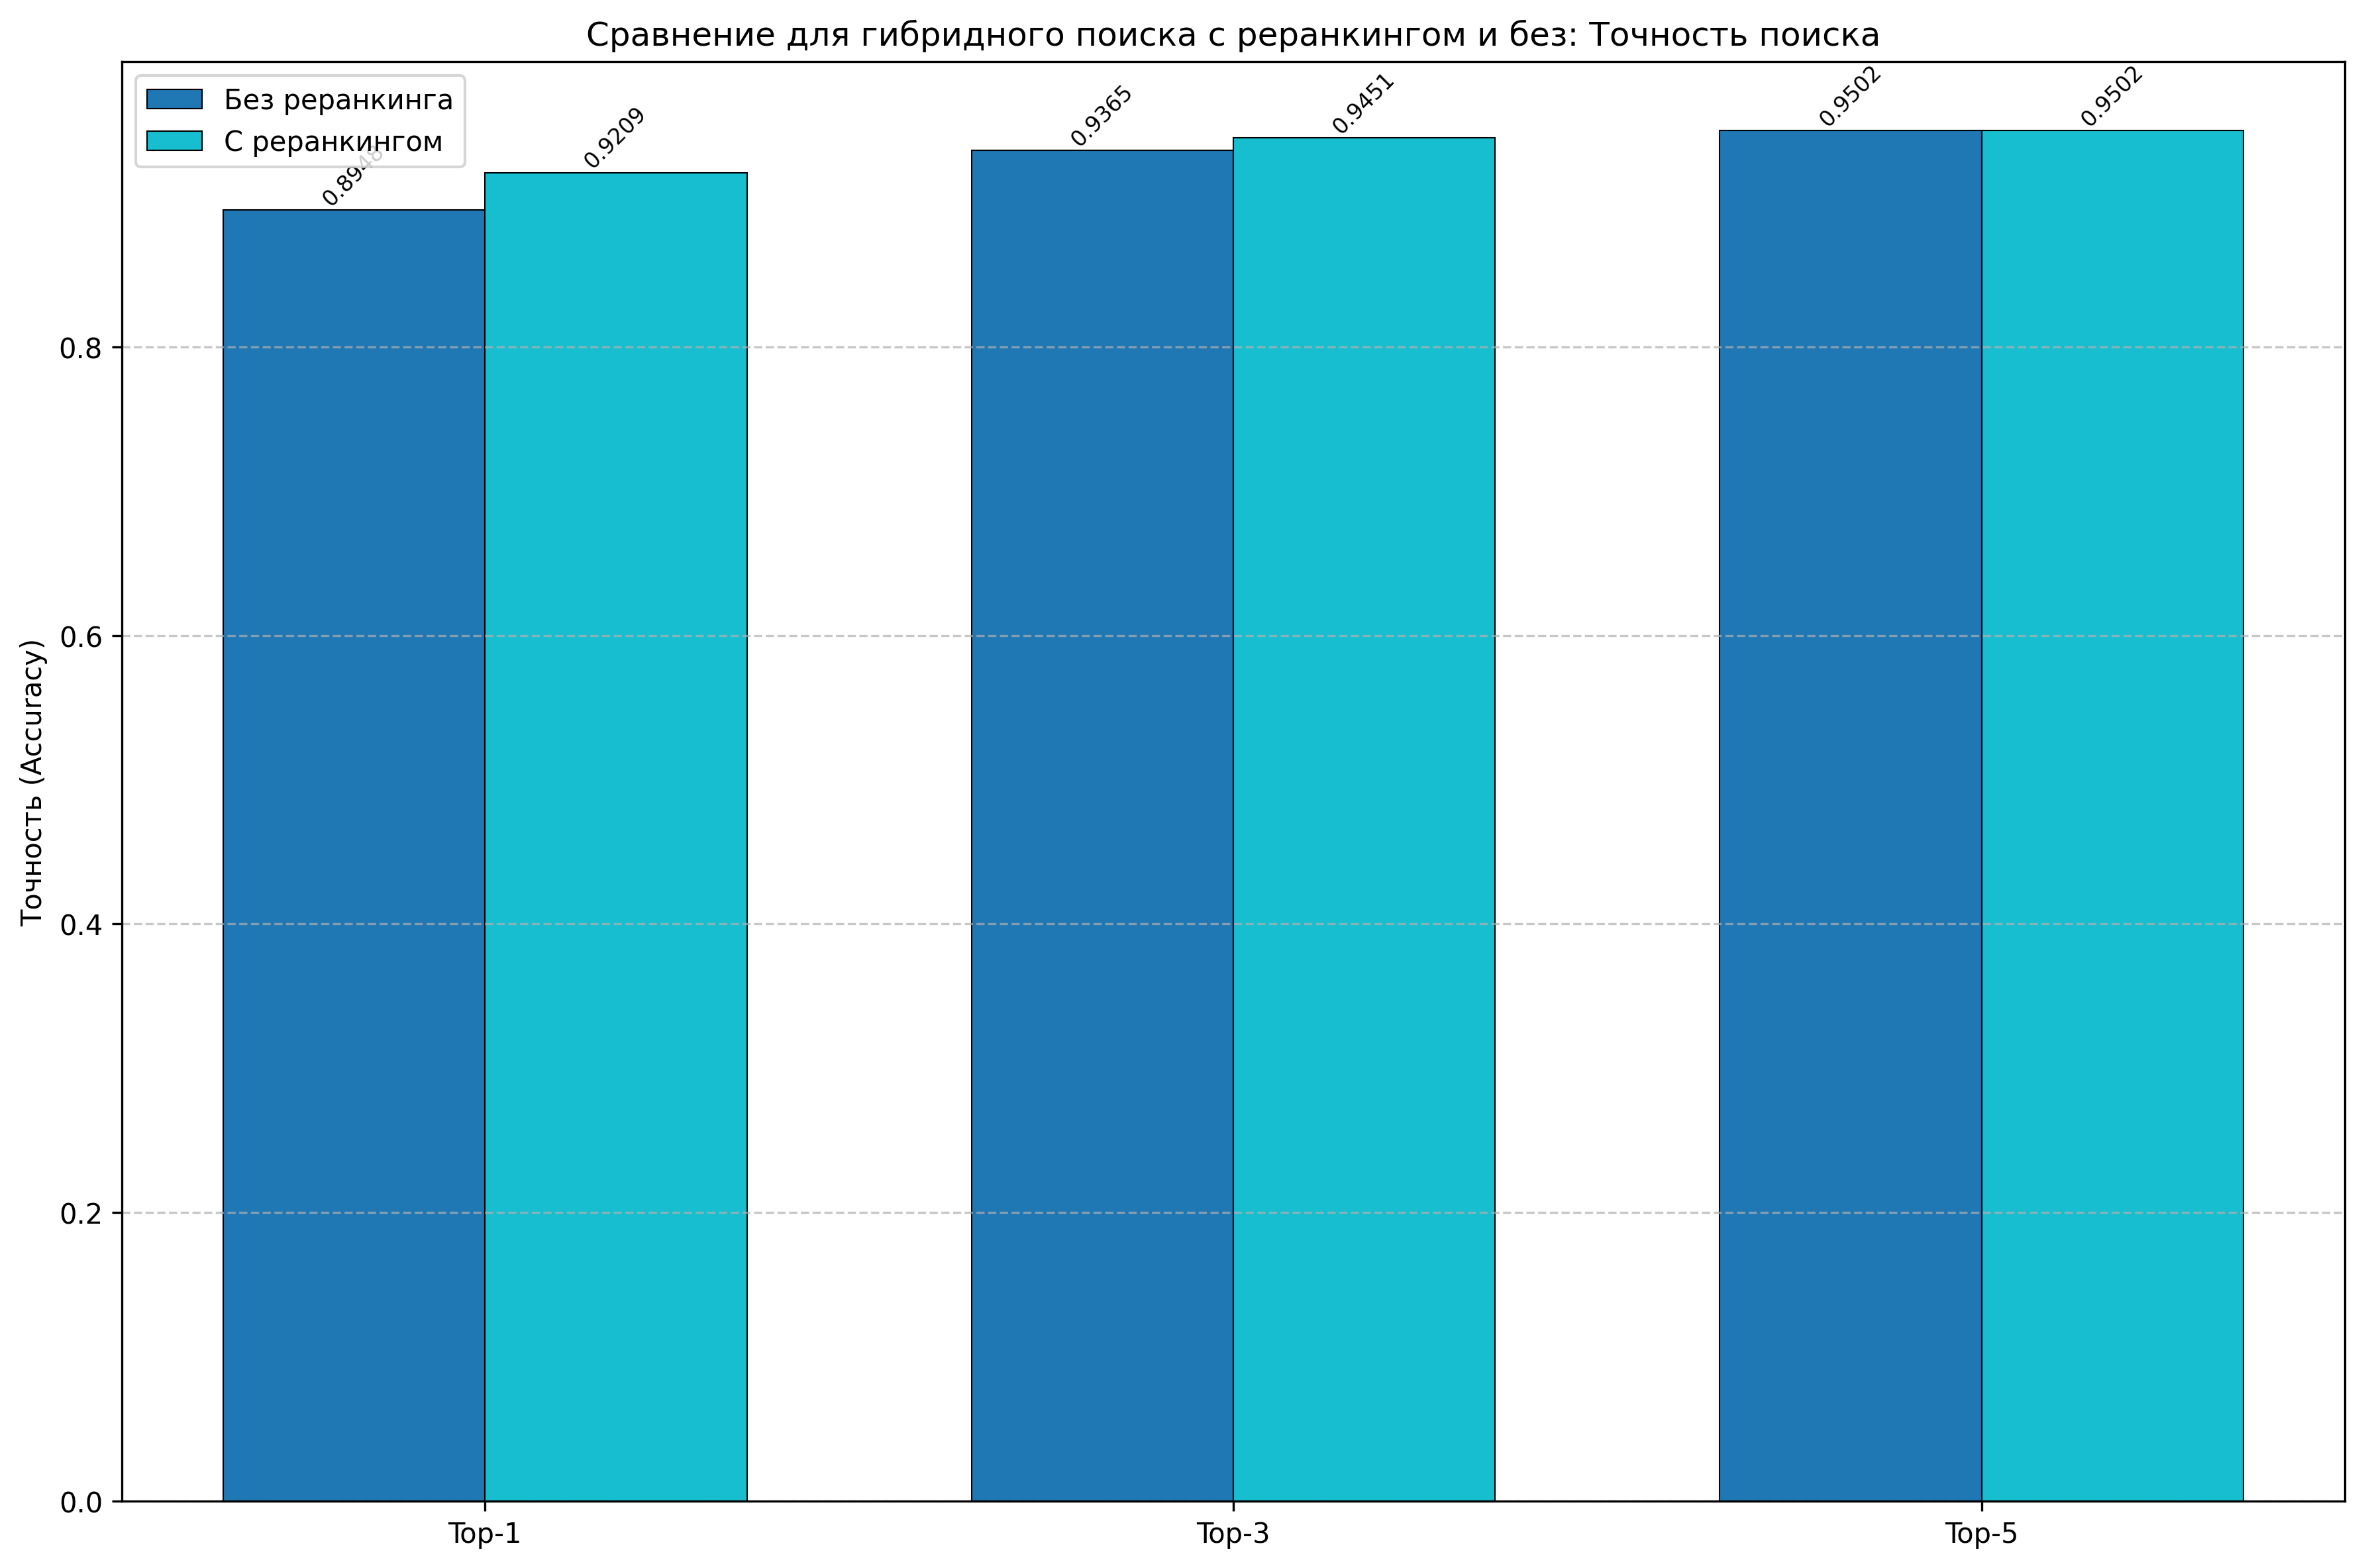 Сравнение для гибридного поиска с реранкингом и без: Точность поиска
Без реранкинга
С реранкингом
0.8948
0.9209
0.9365
0.9451
0.9502
0.9502
Точность (Accuracy)
0.8
0.6
0.4
0.2
0.0
Top-1
Top-3
Top-5